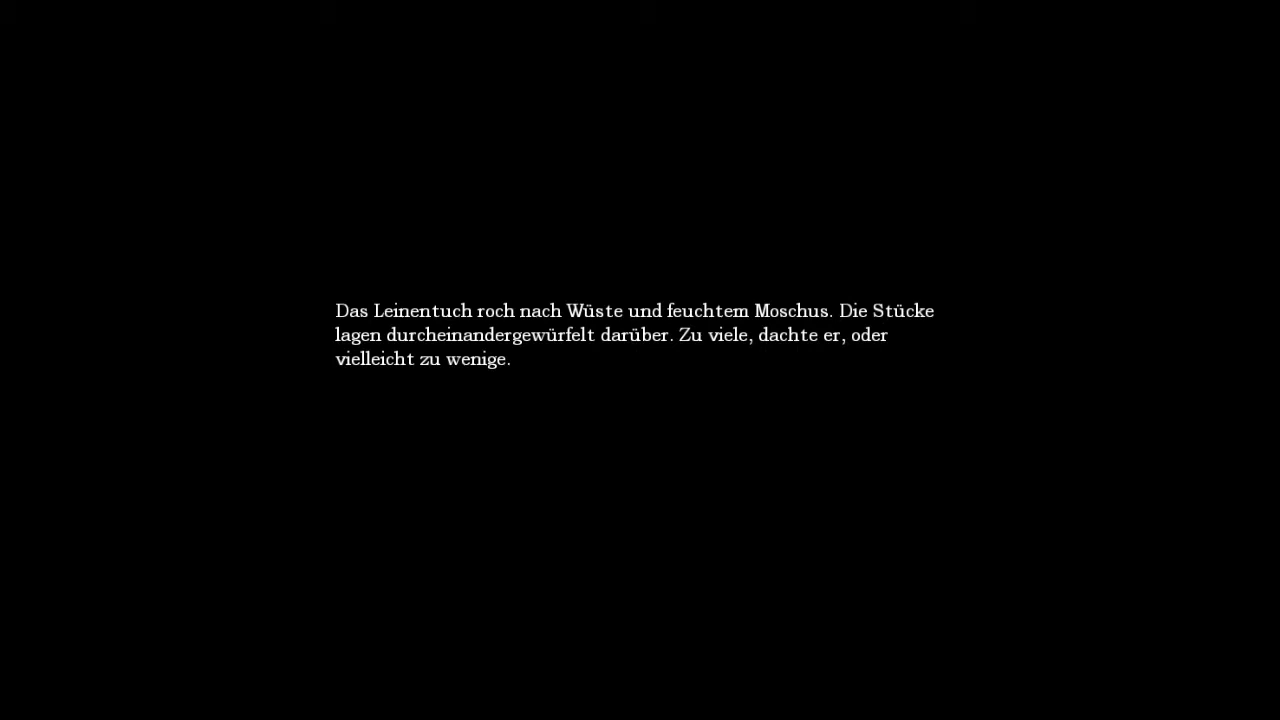 Das Leinentuch roch nach Wüste und feuchtem Moschus. Die Stücke
lagen durcheinandergewürfelt darüber. Zu viele, dachte er, oder
vielleicht zu wenige.